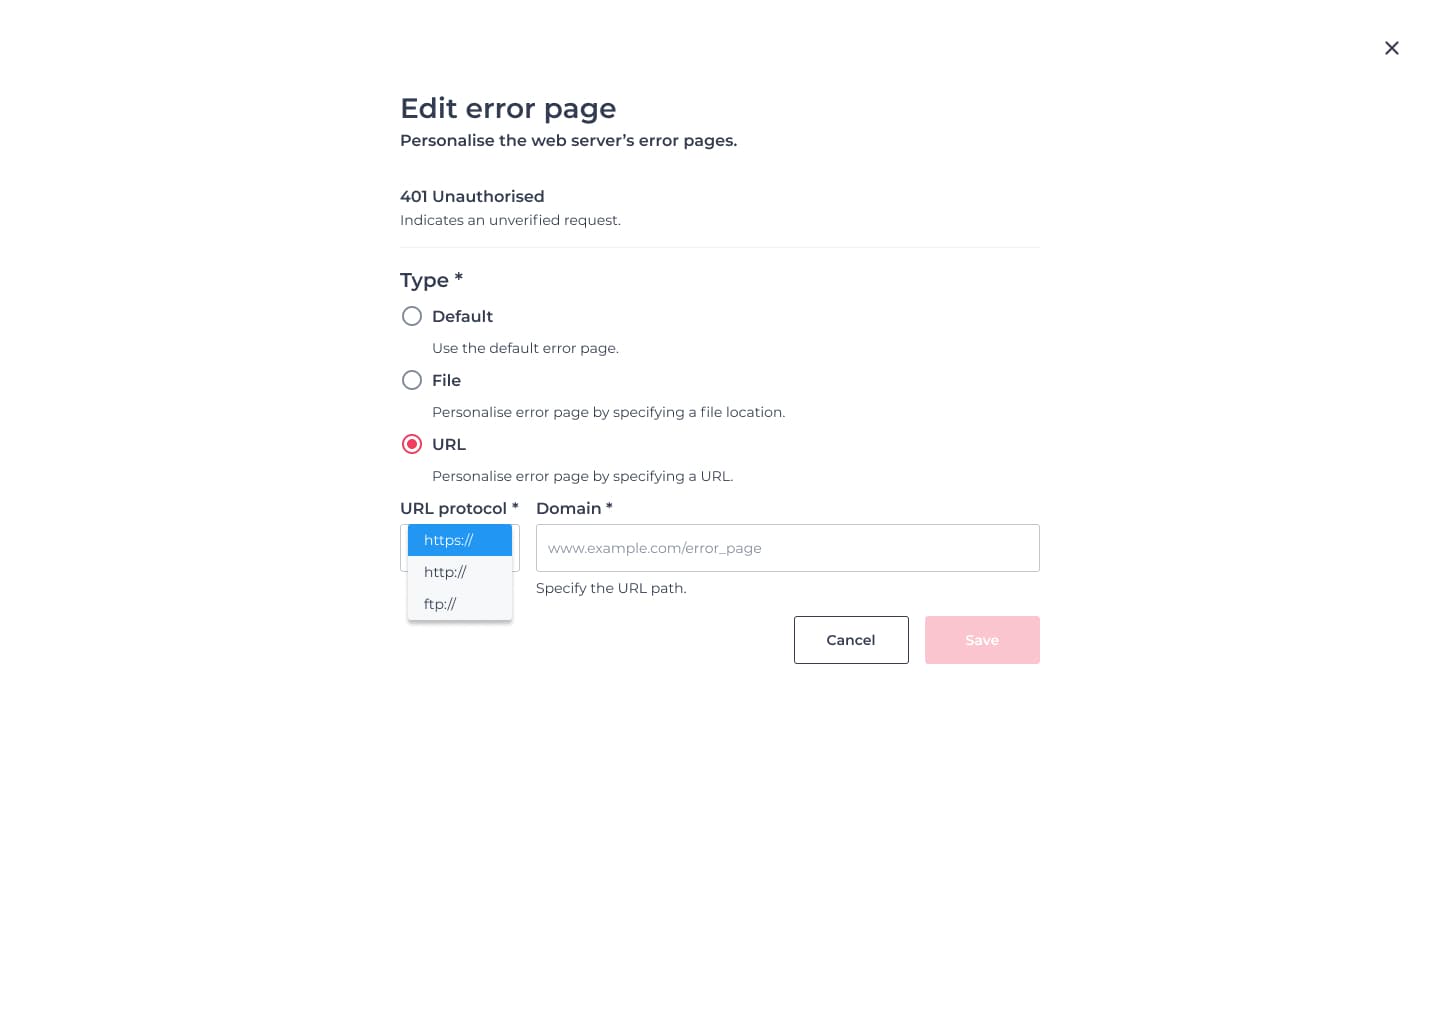 Edit error page
Personalise the web server’s error pages.
401 Unauthorised
Indicates an unverified request.
Type *
Default
Use the default error page.
File
Personalise error page by specifying a file location.
URL
Personalise error page by specifying a URL.
URL protocol *
Domain *
https://
http://
ftp://
www.example.com/error_page
Specify the URL path.
Cancel
Save